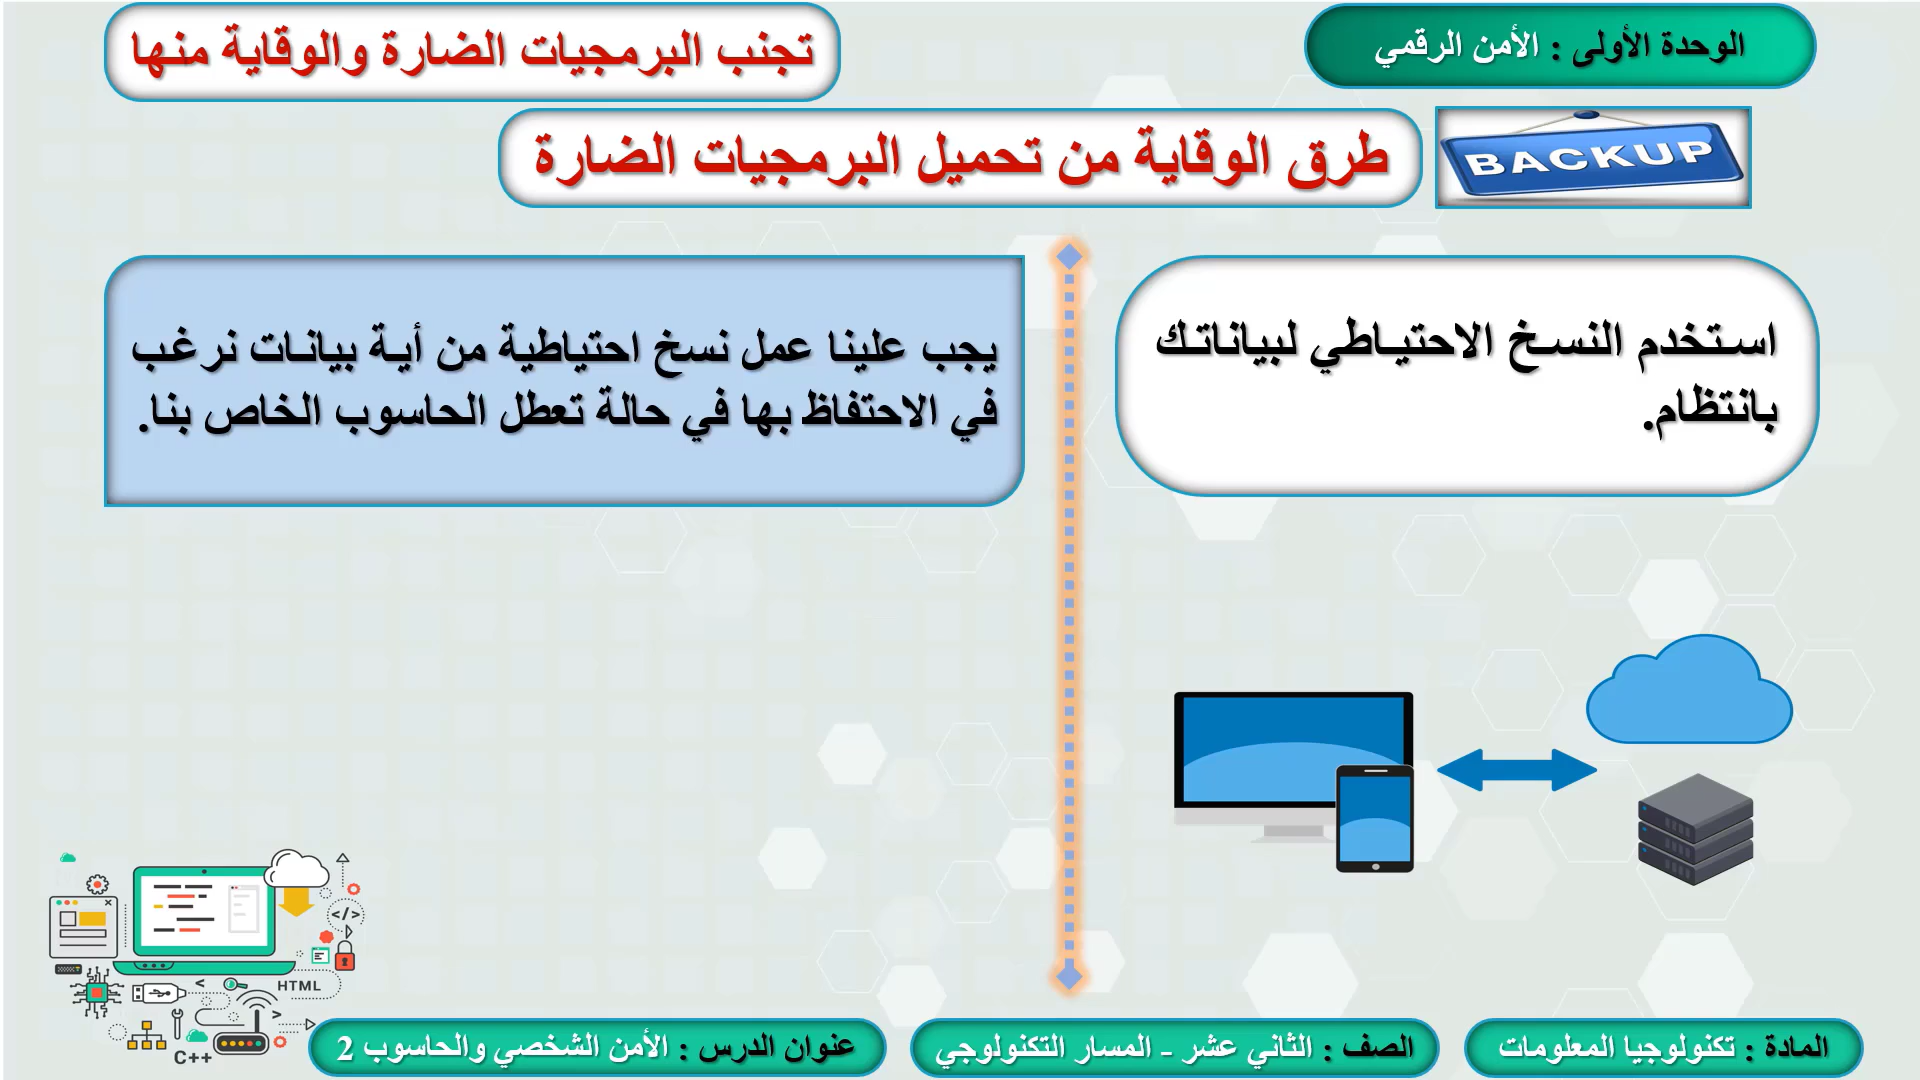 الوحدة الأولى : الأمن الرقمي
تجنب البرمجيات الضارة والوقاية منها
BACKUP
طرق الوقاية من تحميل البرمجيات الضارة
استخدم النسخ الاحتياطي لبياناتك
بانتظام.
يجب علينا عمل نسخ احتياطية من أية بيانات نرغب
في الاحتفاظ بها في حالة تعطل الحاسوب الخاص بنا.
</>
HTML
C++
المادة : تكنولوجيا المعلومات
الصف : الثاني عشر - المسار التكنولوجي
عنوان الدرس : الأمن الشخصي والحاسوب 2